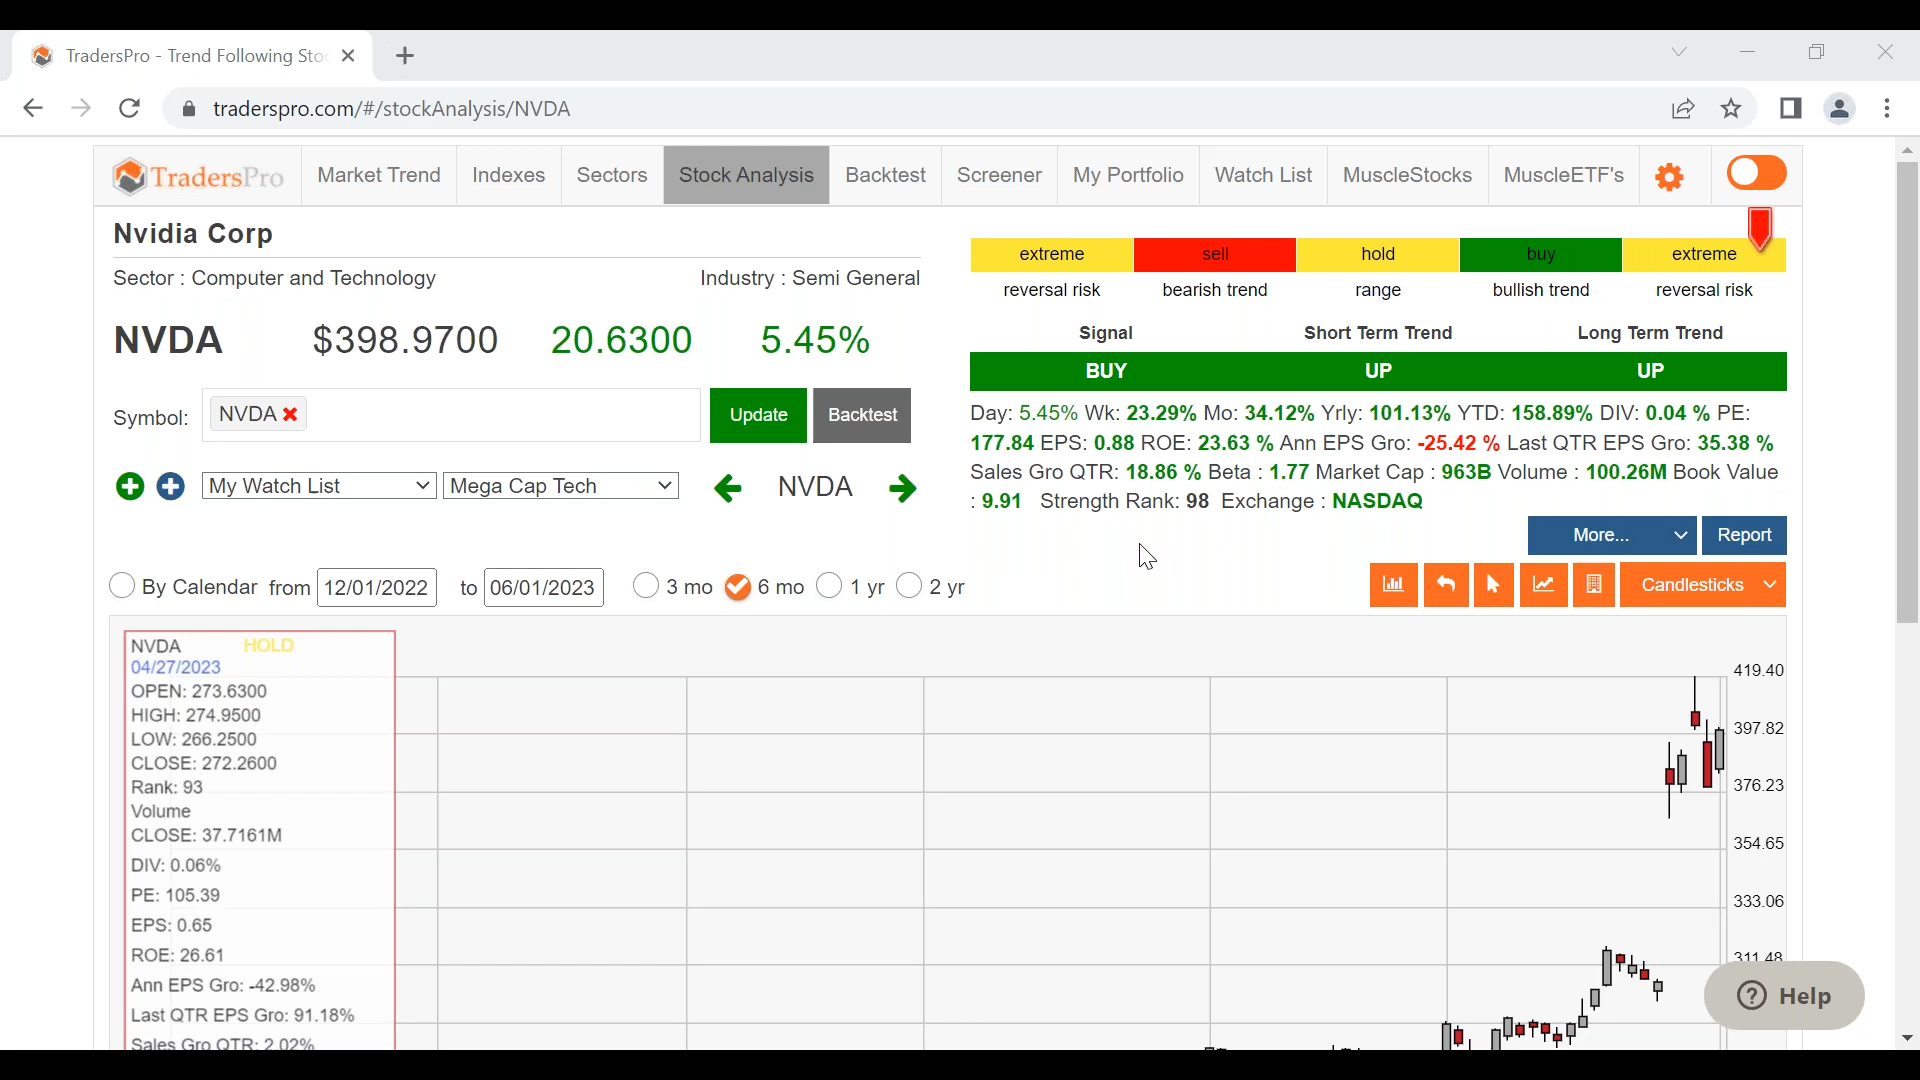 TradersPro - Trend Following Sto
traderspro.com/#/stockAnalysis/NVDA
TradersPro Market Trend Indexes Sectors Stock Analysis Backtest Screener My Portfolio Watch List MuscleStocks MuscleETF's
Nvidia Corp
Sector : Computer and Technology Industry : Semi General
NVDA $398.9700 20.6300 5.45%
Symbol: NVDA Update Backtest
My Watch List Mega Cap Tech NVDA
extreme sell hold buy extreme
reversal risk bearish trend range bullish trend reversal risk
Signal Short Term Trend Long Term Trend
BUY UP UP
Day: 5.45% Wk: 23.29% Mo: 34.12% Yrly: 101.13% YTD: 158.89% DIV: 0.04 % PE:
177.84 EPS: 0.88 ROE: 23.63 % Ann EPS Gro: -25.42 % Last QTR EPS Gro: 35.38 %
Sales Gro QTR: 18.86 % Beta : 1.77 Market Cap : 963B Volume : 100.26M Book Value
: 9.91 Strength Rank: 98 Exchange : NASDAQ
More... Report
By Calendar from 12/01/2022 to 06/01/2023 3 mo 6 mo 1 yr 2 yr
Candlesticks
NVDA HOLD
04/27/2023
OPEN: 273.6300
HIGH: 274.9500
LOW: 266.2500
CLOSE: 272.2600
Rank: 93
Volume
CLOSE: 37.7161M
DIV: 0.06%
PE: 105.39
EPS: 0.65
ROE: 26.61
Ann EPS Gro: -42.98%
Last QTR EPS Gro: 91.18%
Sales Gro QTR: 2.02%
419.40
397.82
376.23
354.65
333.06
311.48
Help